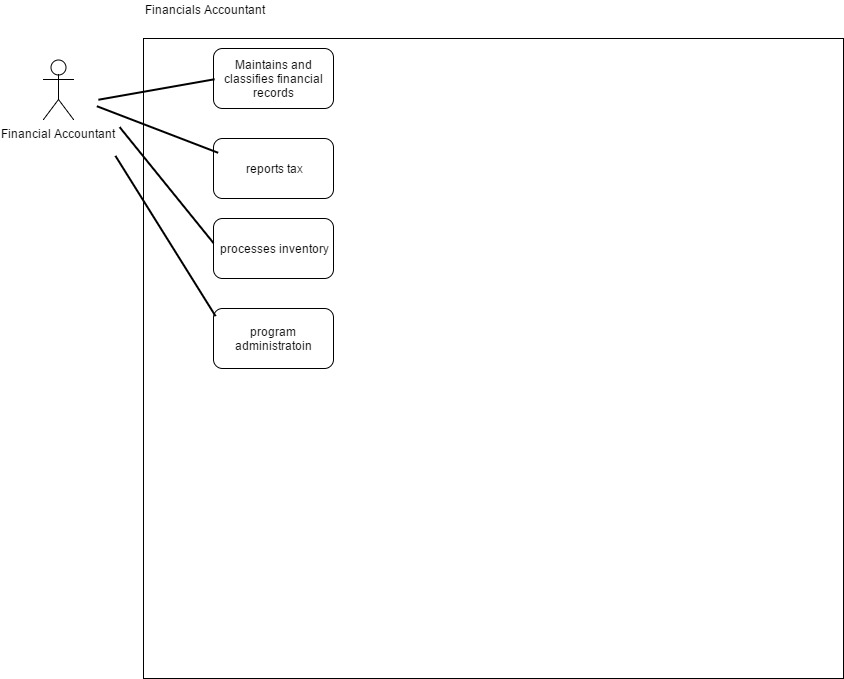 Financials Accountant
Maintains and
classifies financial
records
Financial Accountant
reports tax
processes inventory
program
administratoin